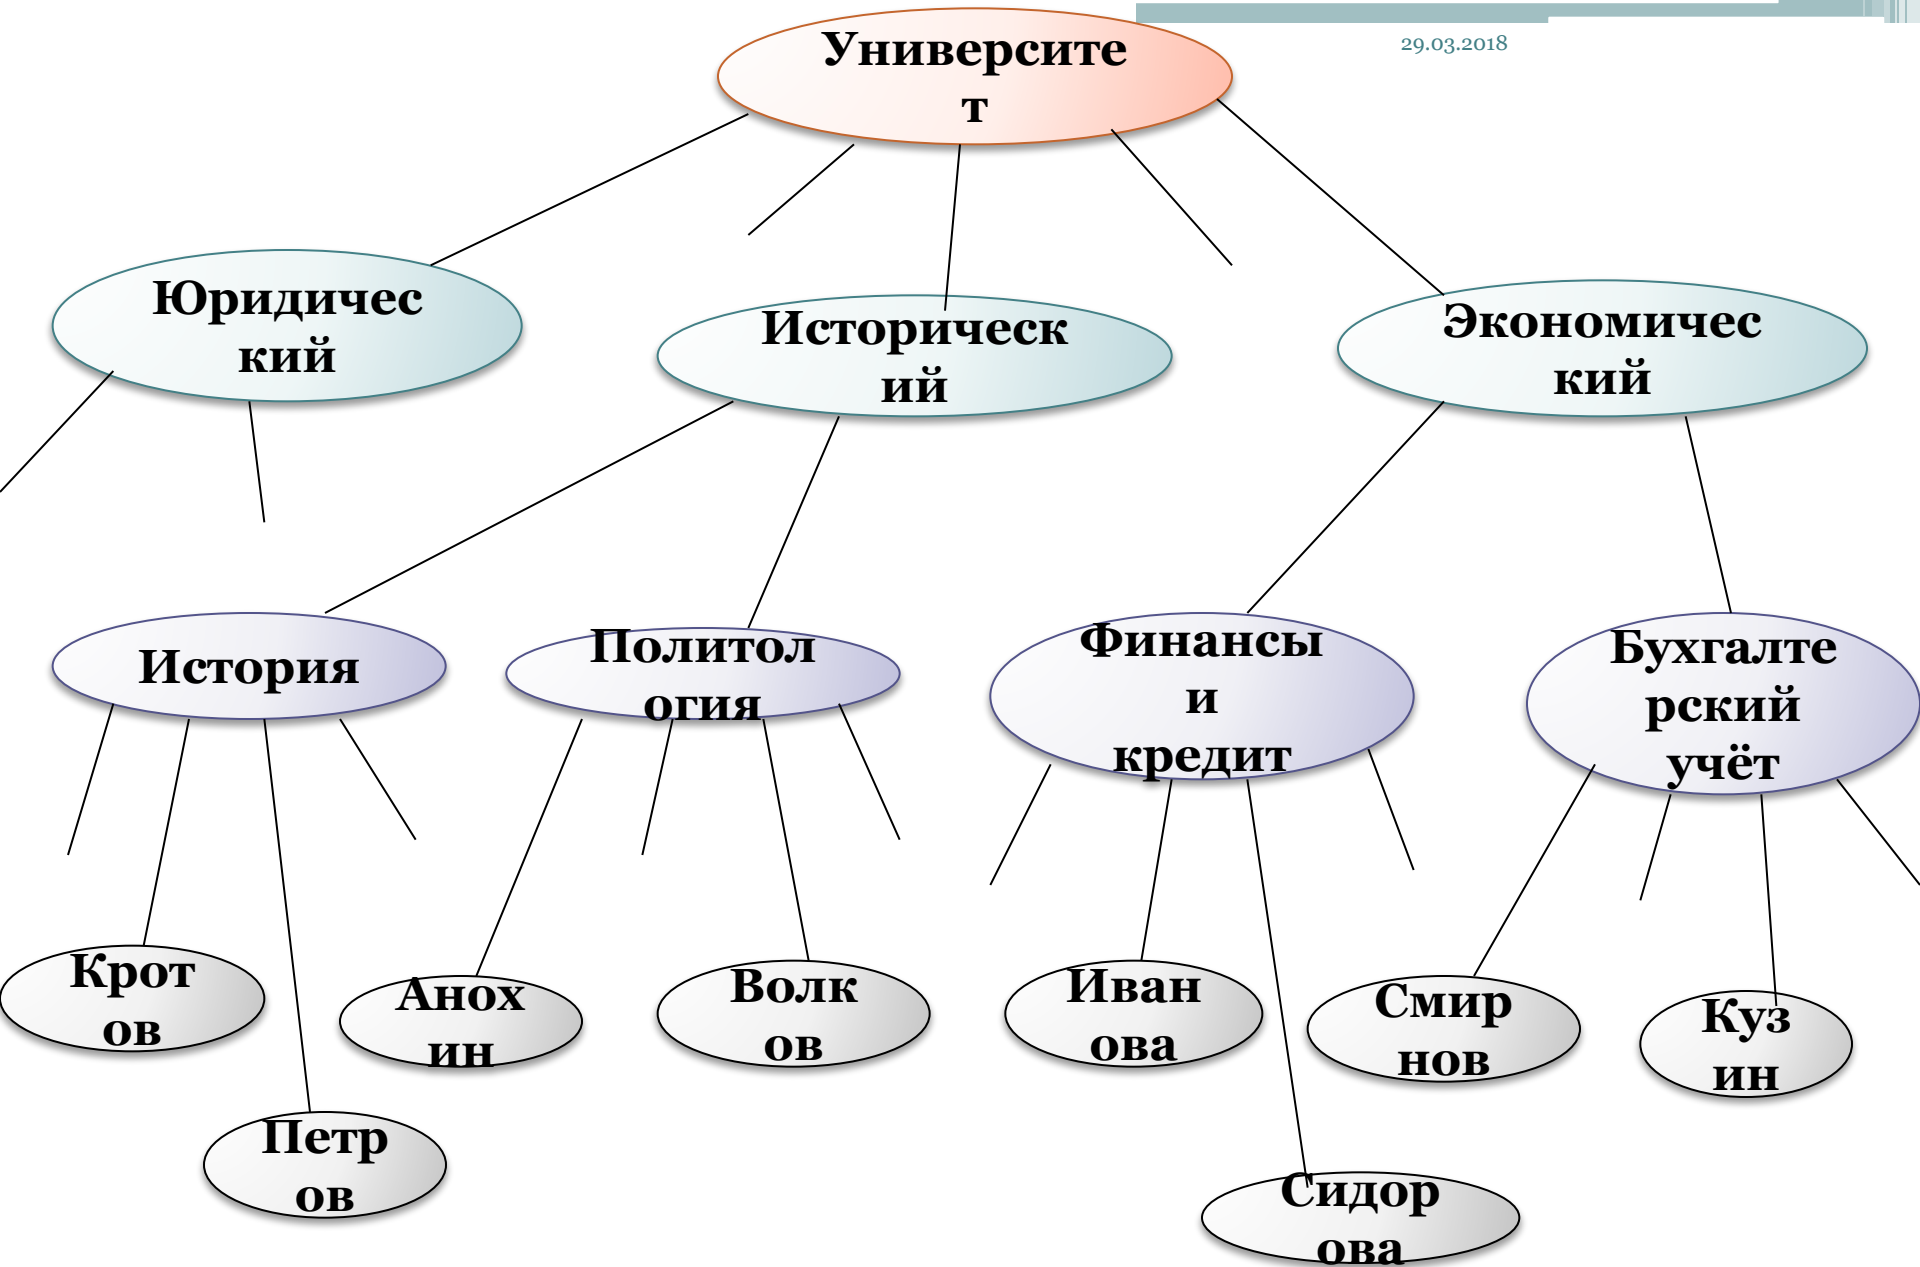 29.03.2018
Университе
т
Юридичес
кий
Историческ
ий
Экономичес
кий
История
Политол
огия
Финансы
и
кредит
Бухгалте
рский
учёт
Крот
ов
Анох
ин
Волк
ов
Иван
ова
Смир
нов
Куз
ин
Петр
ов
Сидор
ова